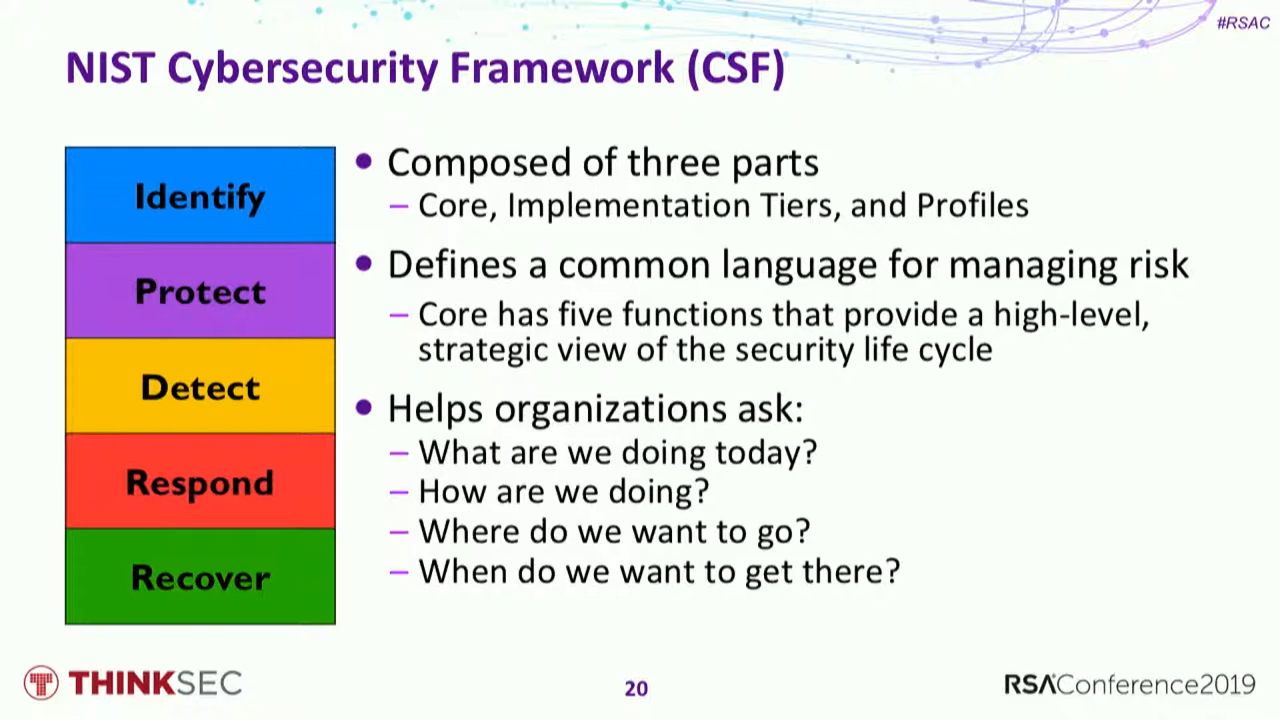 #RSAC
NIST Cybersecurity Framework (CSF)
Identify
Protect
Detect
Respond
Recover
• Composed of three parts
– Core, Implementation Tiers, and Profiles
• Defines a common language for managing risk
– Core has five functions that provide a high-level,
strategic view of the security life cycle
• Helps organizations ask:
– What are we doing today?
– How are we doing?
– Where do we want to go?
– When do we want to get there?
THINKSEC
20
RSAConference2019